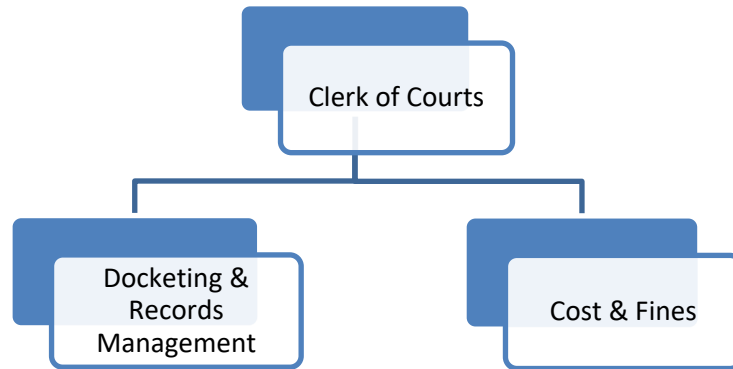 Clerk of Courts
Docketing &
Records
Management
Cost & Fines